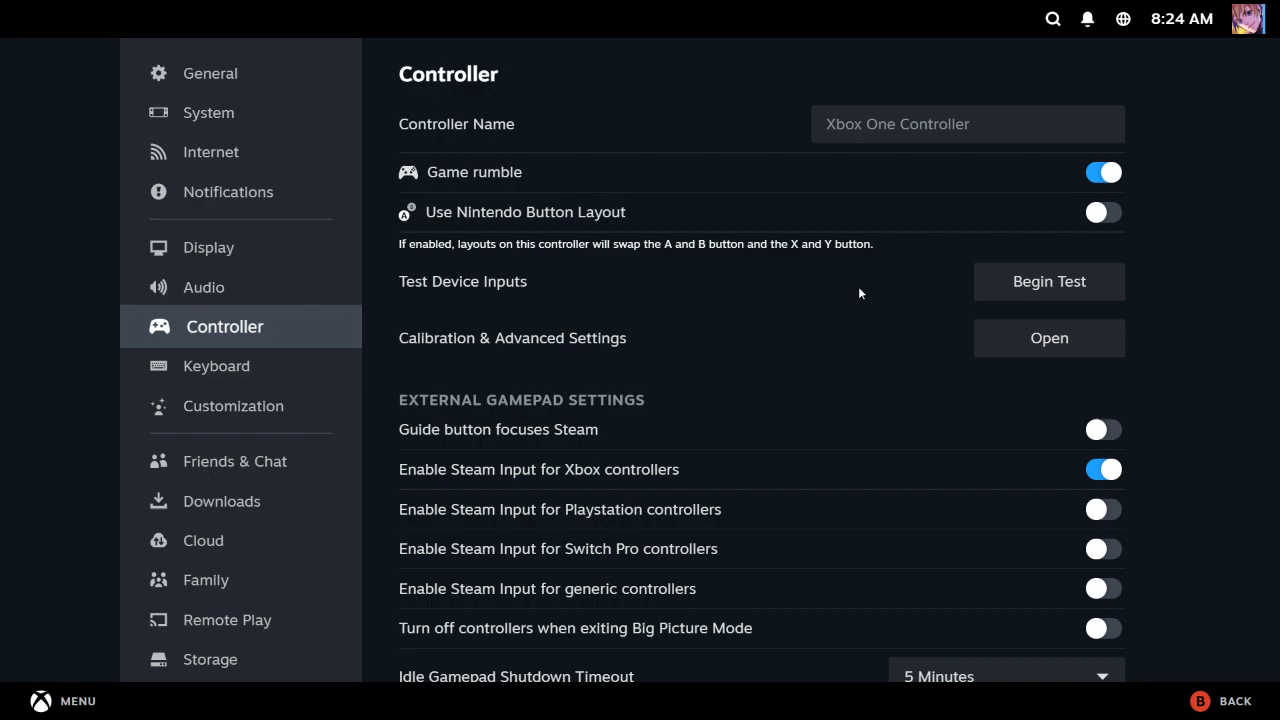 8:24 AM
General
System
Internet
Notifications
Display
Audio
Controller
Keyboard
Customization
Friends & Chat
Downloads
Cloud
Family
Remote Play
Storage
Controller
Controller Name
Xbox One Controller
Game rumble
Use Nintendo Button Layout
If enabled, layouts on this controller will swap the A and B button and the X and Y button.
Test Device Inputs
Begin Test
Calibration & Advanced Settings
Open
EXTERNAL GAMEPAD SETTINGS
Guide button focuses Steam
Enable Steam Input for Xbox controllers
Enable Steam Input for Playstation controllers
Enable Steam Input for Switch Pro controllers
Enable Steam Input for generic controllers
Turn off controllers when exiting Big Picture Mode
Idle Gamepad Shutdown Timeout
5 Minutes
MENU
B BACK